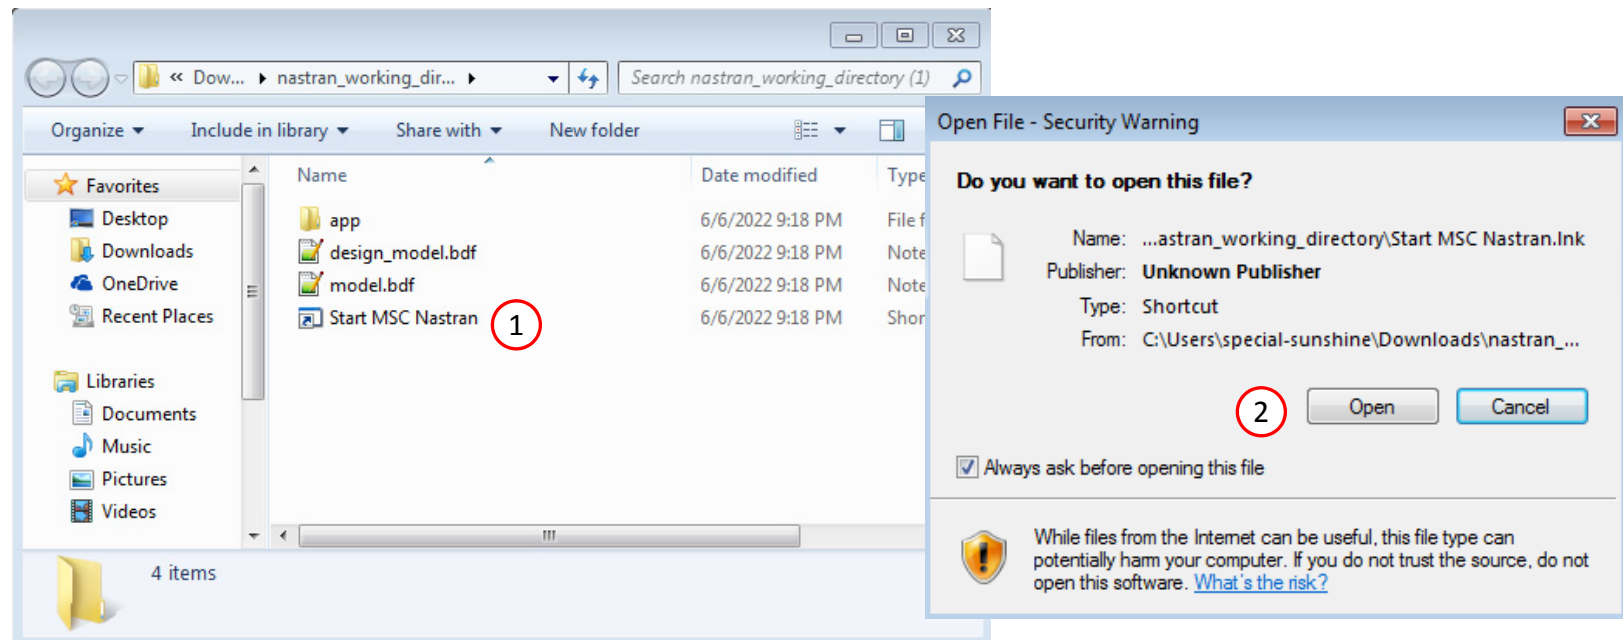 « Dow... ▸ nastran_working_dir... ▸
Search nastran_working_directory (1)
Organize ▾ Include in library ▾ Share with ▾ New folder
Favorites
Desktop
Downloads
OneDrive
Recent Places
Libraries
Documents
Music
Pictures
Videos
Name Date modified Type
app 6/6/2022 9:18 PM File f
design_model.bdf 6/6/2022 9:18 PM Note
model.bdf 6/6/2022 9:18 PM Note
Start MSC Nastran 1 6/6/2022 9:18 PM Shor
4 items
Open File - Security Warning
Do you want to open this file?
Name: ...astran_working_directory\Start MSC Nastran.lnk
Publisher: Unknown Publisher
Type: Shortcut
From: C:\Users\special-sunshine\Downloads\nastran_...
2 Open Cancel
Always ask before opening this file
While files from the Internet can be useful, this file type can
potentially harm your computer. If you do not trust the source, do not
open this software. What's the risk?